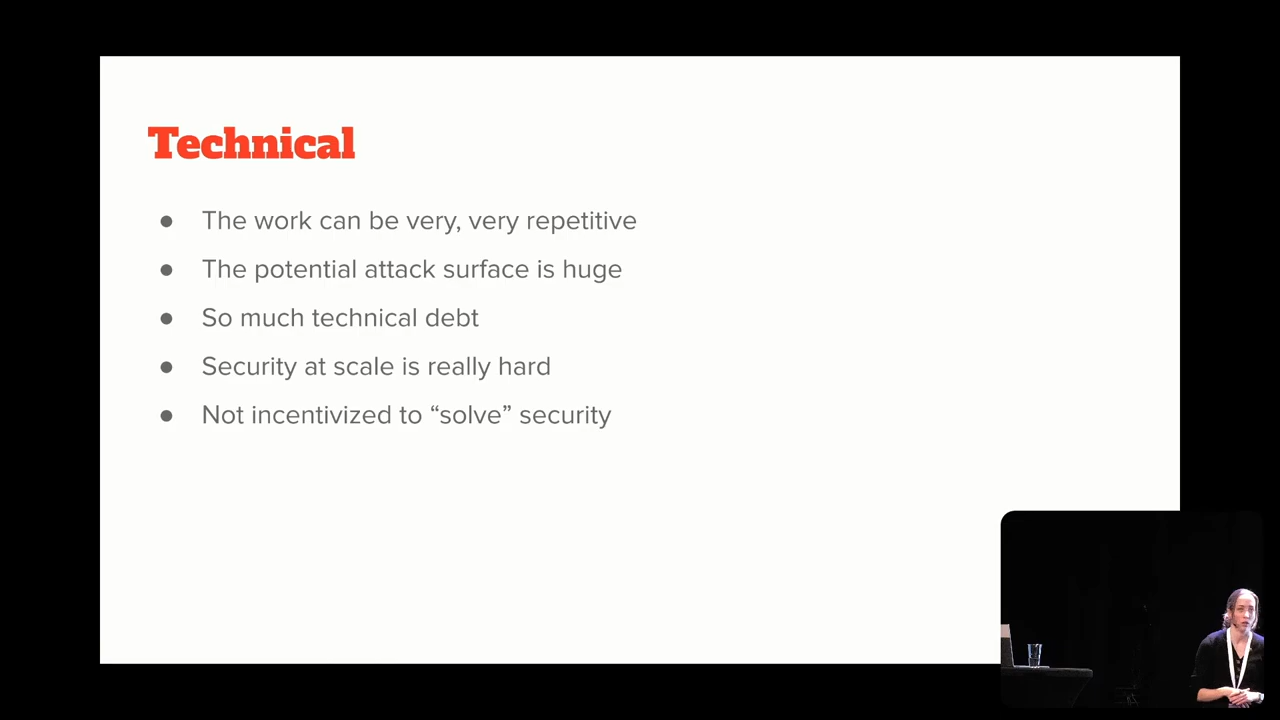 Technical
● The work can be very, very repetitive
● The potential attack surface is huge
● So much technical debt
● Security at scale is really hard
● Not incentivized to “solve” security